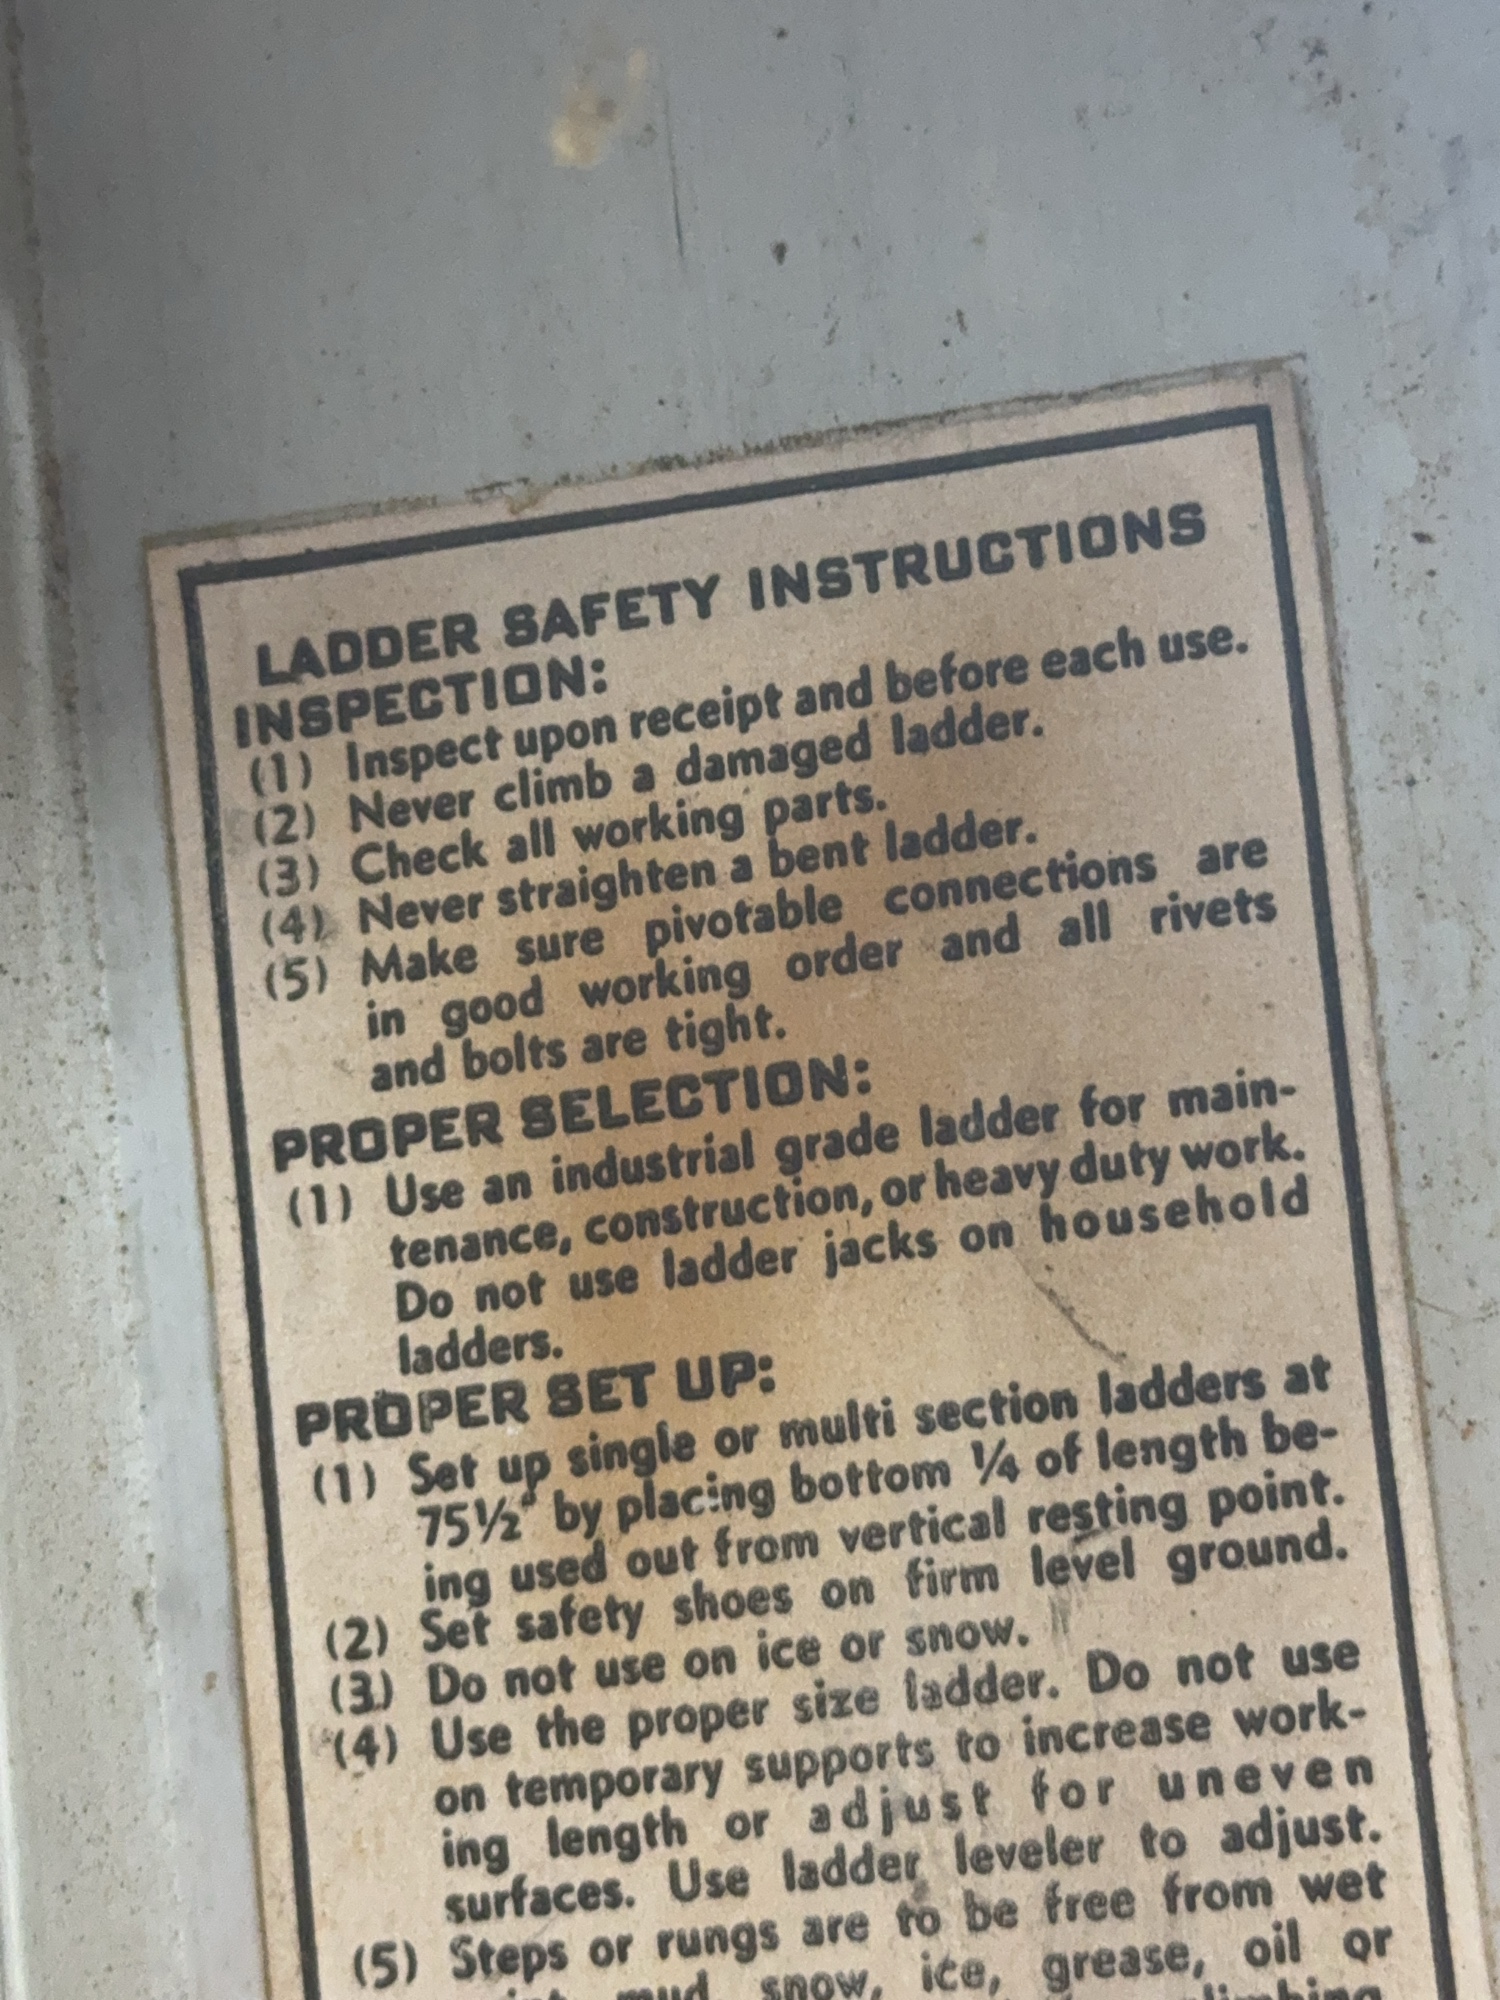 LADDER SAFETY INSTRUCTIONS
INSPECTION:
(1) Inspect upon receipt and before each use.
(2) Never climb a damaged ladder.
(3) Check all working parts.
(4) Never straighten a bent ladder.
(5) Make sure pivotable connections are
in good working order and all rivets
and bolts are tight.
PROPER SELECTION:
(1) Use an industrial grade ladder for main-
tenance, construction, or heavy duty work.
Do not use ladder jacks on household
ladders.
PROPER SET UP:
(1) Set up single or multi section ladders at
75½° by placing bottom ¼ of length be-
ing used out from vertical resting point.
(2) Set safety shoes on firm level ground.
(3) Do not use on ice or snow.
(4) Use the proper size ladder. Do not use
on temporary supports to increase work-
ing length or adjust for uneven
surfaces. Use ladder leveler to adjust.
(5) Steps or rungs are to be free from wet
mud, snow, ice, grease, oil or
climbing